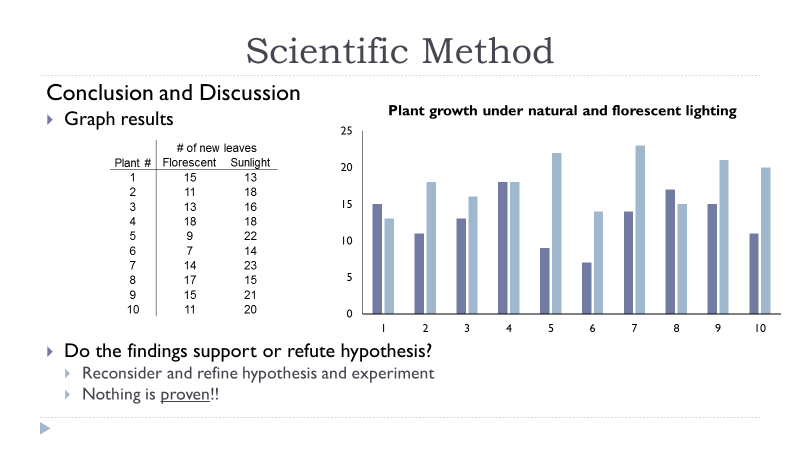 Scientific Method
Conclusion and Discussion
Graph results
# of new leaves
Plant # Florescent Sunlight
1 15 13
2 11 18
3 13 16
4 18 18
5 9 22
6 7 14
7 14 23
8 17 15
9 15 21
10 11 20
Plant growth under natural and florescent lighting
25
20
15
10
5
0
1 2 3 4 5 6 7 8 9 10
Do the findings support or refute hypothesis?
Reconsider and refine hypothesis and experiment
Nothing is proven!!